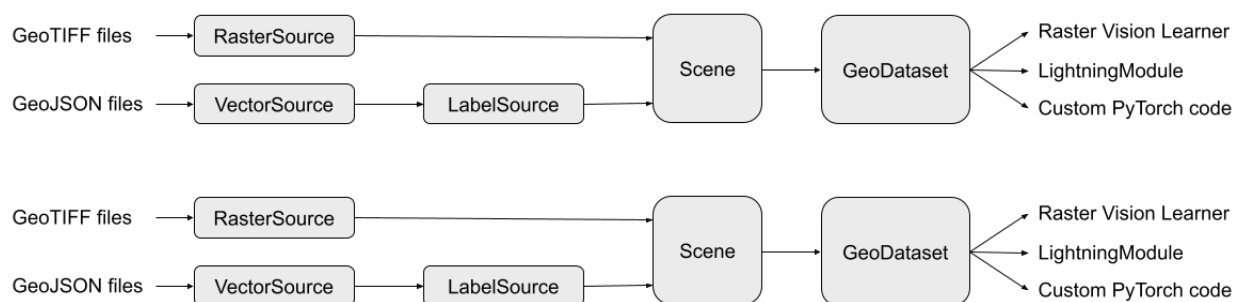 GeoTIFF files
RasterSource
GeoJSON files
VectorSource
LabelSource
Scene
GeoDataset
Raster Vision Learner
LightningModule
Custom PyTorch code
GeoTIFF files
RasterSource
GeoJSON files
VectorSource
LabelSource
Scene
GeoDataset
Raster Vision Learner
LightningModule
Custom PyTorch code